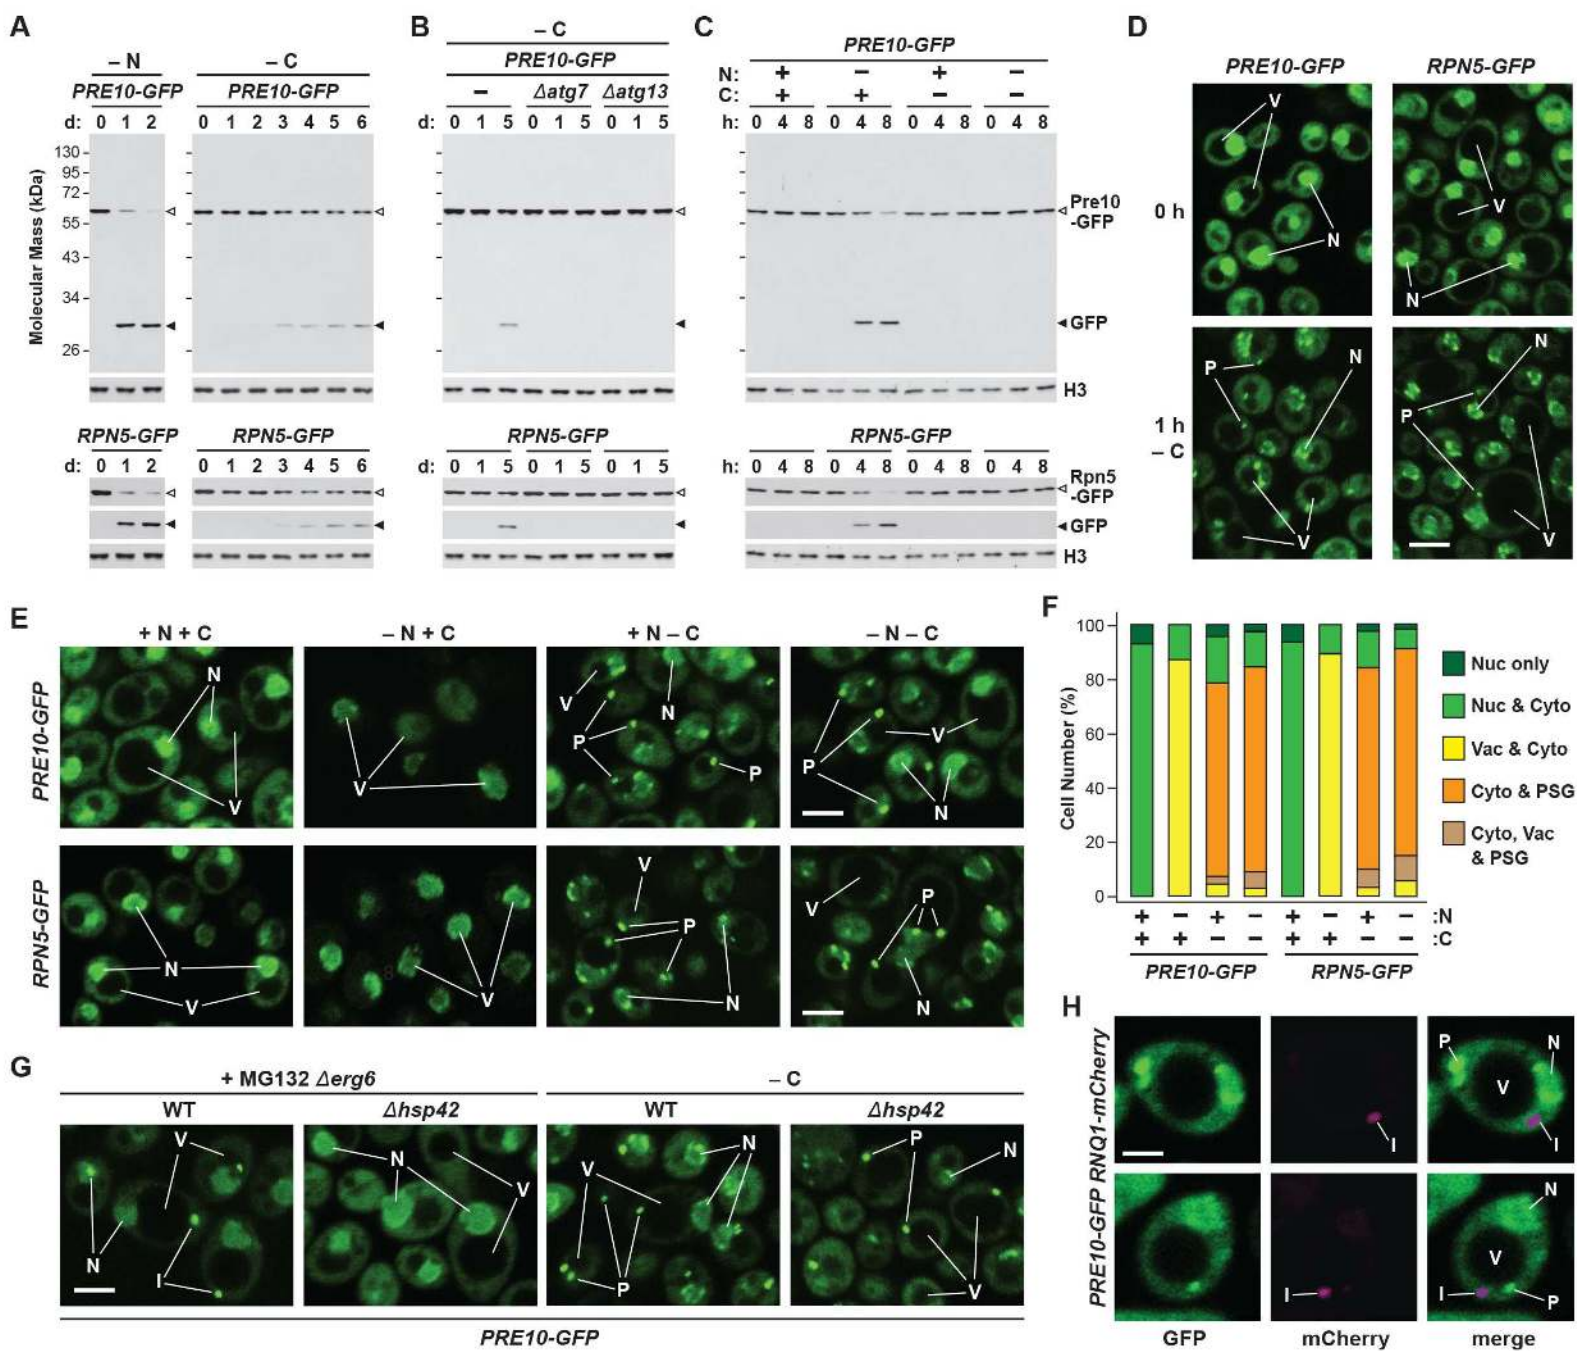 A
– N
– C
PRE10-GFP
PRE10-GFP
d: 0 1 2
0 1 2 3 4 5 6
Molecular Mass (kDa)
130
95
72
55
43
34
26
RPN5-GFP
RPN5-GFP
d: 0 1 2
0 1 2 3 4 5 6
B
– C
PRE10-GFP
– Δatg7 Δatg13
d: 0 1 5 0 1 5 0 1 5
RPN5-GFP
d: 0 1 5 0 1 5 0 1 5
C
PRE10-GFP
N: + – + –
C: + + – –
h: 0 4 8 0 4 8 0 4 8 0 4 8
Pre10
-GFP
GFP
H3
RPN5-GFP
h: 0 4 8 0 4 8 0 4 8 0 4 8
Rpn5
-GFP
GFP
H3
D
PRE10-GFP
RPN5-GFP
0 h
V
N
V
N
1 h
– C
P
N
V
N
P
V
E
+ N + C
– N + C
+ N – C
– N – C
PRE10-GFP
N
V
V
V
N
P
P
V
P
N
RPN5-GFP
N
V
V
V
P
N
V
P
N
F
Cell Number (%)
100
80
60
40
20
0
Nuc only
Nuc & Cyto
Vac & Cyto
Cyto & PSG
Cyto, Vac
& PSG
+ – + – + – + – :N
+ + – – + + – – :C
PRE10-GFP
RPN5-GFP
G
+ MG132 Δerg6
– C
WT
Δhsp42
WT
Δhsp42
V
N
I
N
V
V
N
P
P
N
V
PRE10-GFP
H
PRE10-GFP RNQ1-mCherry
I
P
N
V
I
I
N
V
I
P
GFP
mCherry
merge